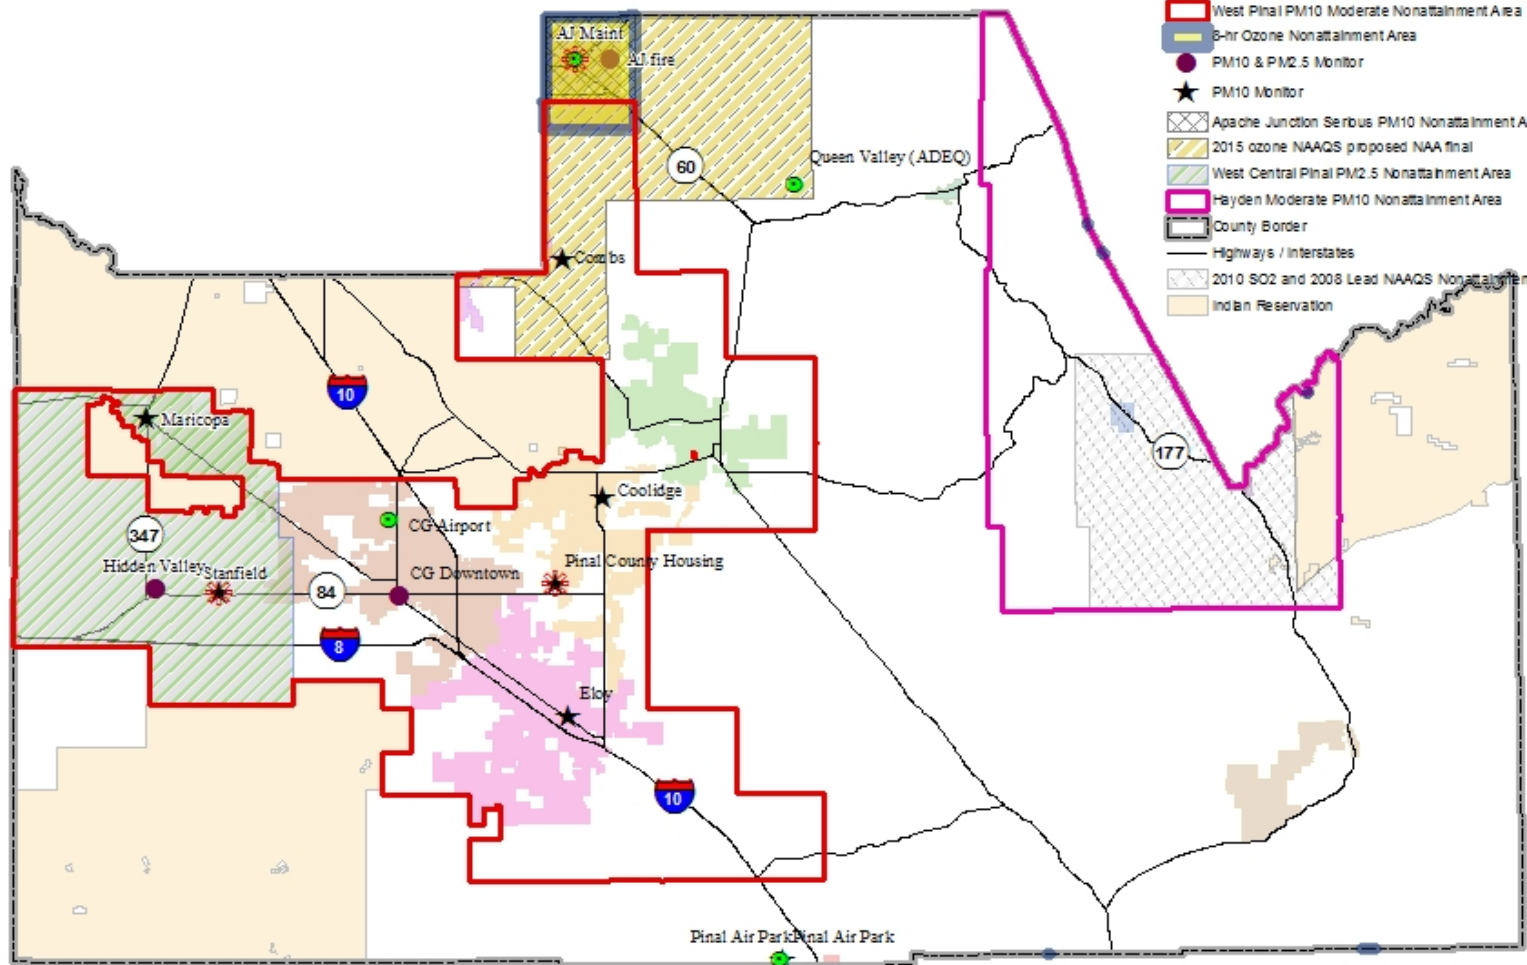 West Pinal PM10 Moderate Nonattainment Area
8-hr Ozone Nonattainment Area
PM10 & PM2.5 Monitor
PM10 Monitor
Apache Junction Serious PM10 Nonattainment A
2015 ozone NAAQS proposed NAA final
West Central Pinal PM2.5 Nonattainment Area
Hayden Moderate PM10 Nonattainment Area
County Border
Highways / Interstates
2010 SO2 and 2008 Lead NAAQS Nonattainmen
Indian Reservation
AJ Maint
AJ fire
Queen Valley (ADEQ)
60
Combs
10
Maricopa
177
Coolidge
CG Airport
347
Hidden Valley
Stanfield
CG Downtown
Pinal County Housing
84
8
Eloy
10
Pinal Air Park
Pinal Air Park